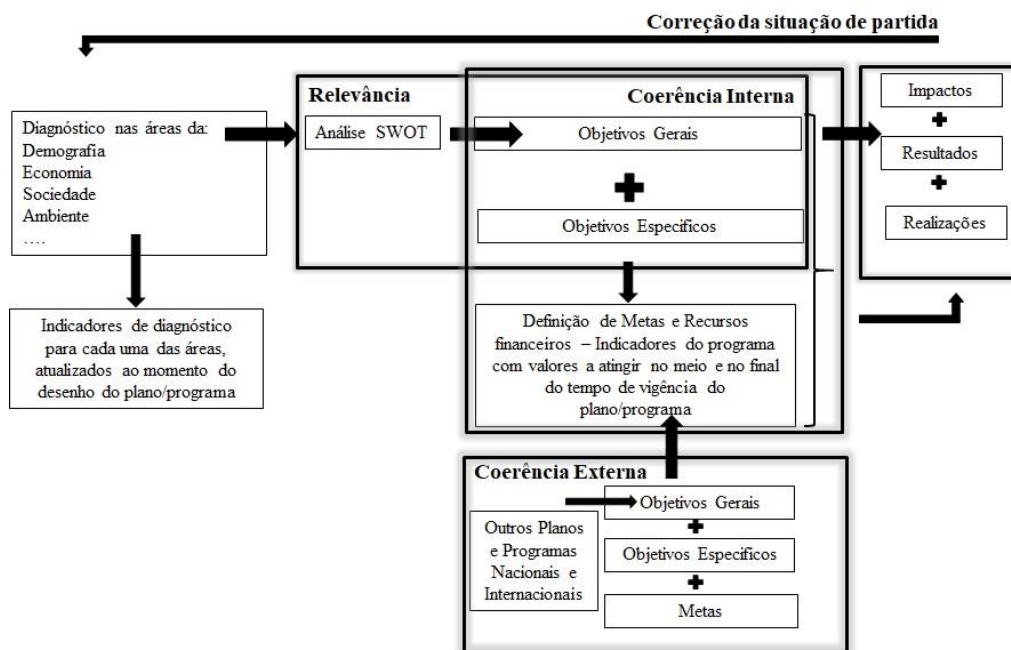 Correção da situação de partida
Relevância
Coerência Interna
Diagnóstico nas áreas da:
Demografia
Economia
Sociedade
Ambiente
....
Análise SWOT
Objetivos Gerais
Objetivos Especificos
Impactos
Resultados
Realizações
Indicadores de diagnóstico
para cada uma das áreas,
atualizados ao momento do
desenho do plano/programa
Definição de Metas e Recursos
financeiros – Indicadores do programa
com valores a atingir no meio e no final
do tempo de vigência do
plano/programa
Coerência Externa
Outros Planos
e Programas
Nacionais e
Internacionais
Objetivos Gerais
Objetivos Especificos
Metas